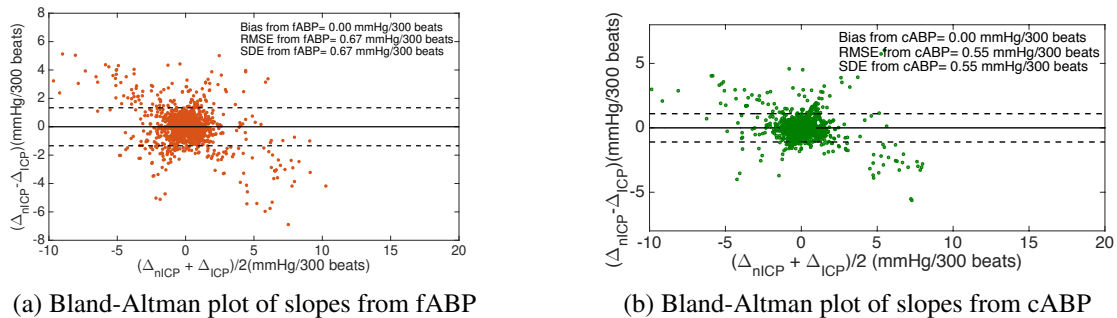 Bias from fABP= 0.00 mmHg/300 beats
RMSE from fABP= 0.67 mmHg/300 beats
SDE from fABP= 0.67 mmHg/300 beats
(Δ_nICP-Δ_ICP)(mmHg/300 beats)
8
6
4
2
0
-2
-4
-6
-8
-10
-5
0
5
10
15
20
(Δ_nICP + Δ_ICP)/2(mmHg/300 beats)
(a) Bland-Altman plot of slopes from fABP
Bias from cABP= 0.00 mmHg/300 beats
RMSE from cABP= 0.55 mmHg/300 beats
SDE from cABP= 0.55 mmHg/300 beats
(Δ_nICP-Δ_ICP)(mmHg/300 beats)
5
0
-5
-10
-5
0
5
10
15
20
(Δ_nICP + Δ_ICP)/2 (mmHg/300 beats)
(b) Bland-Altman plot of slopes from cABP